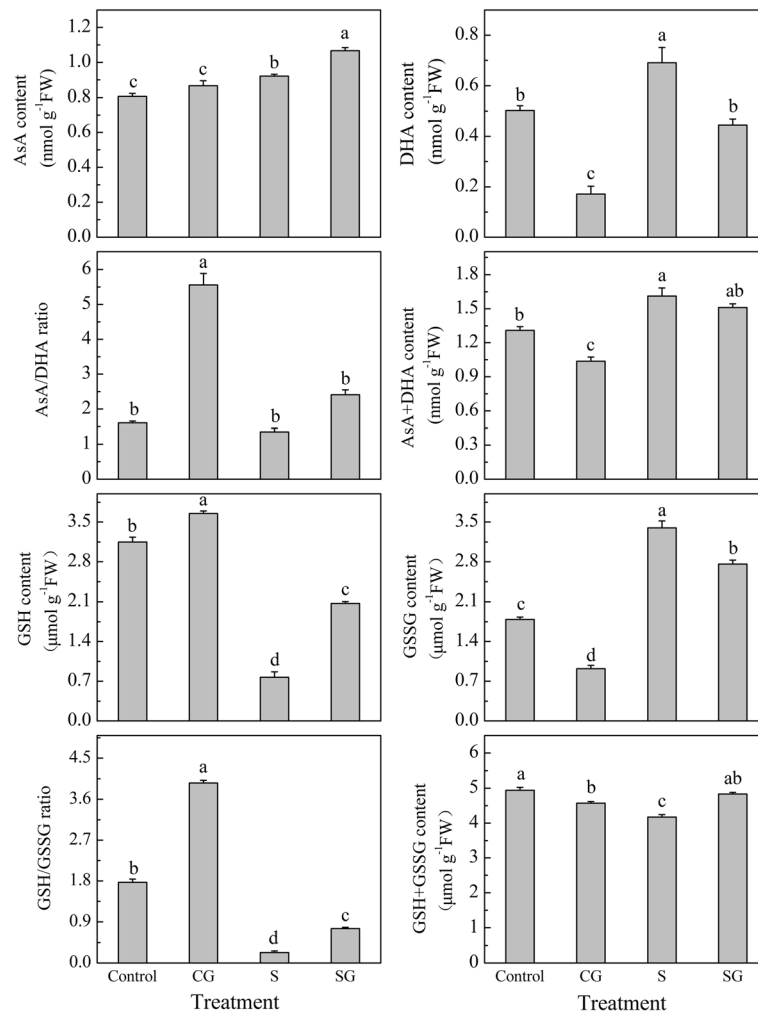 AsA content
(nmol g⁻¹FW)
1.2
1.0
0.8
0.6
0.4
0.2
0.0
c
c
b
a
DHA content
(nmol g⁻¹FW)
0.8
0.6
0.4
0.2
0.0
b
c
a
b
AsA/DHA ratio
6
5
4
3
2
1
0
b
a
b
b
AsA+DHA content
(nmol g⁻¹FW)
1.8
1.5
1.2
0.9
0.6
0.3
0.0
b
c
a
ab
GSH content
(μmol g⁻¹FW)
3.5
2.8
2.1
1.4
0.7
0.0
b
a
d
c
GSSG content
(μmol g⁻¹FW)
3.5
2.8
2.1
1.4
0.7
0.0
c
d
a
b
GSH/GSSG ratio
4.5
3.6
2.7
1.8
0.9
0.0
b
a
d
c
Control CG S SG
Treatment
GSH+GSSG content
(μmol g⁻¹FW)
6
5
4
3
2
1
0
a
b
c
ab
Control CG S SG
Treatment